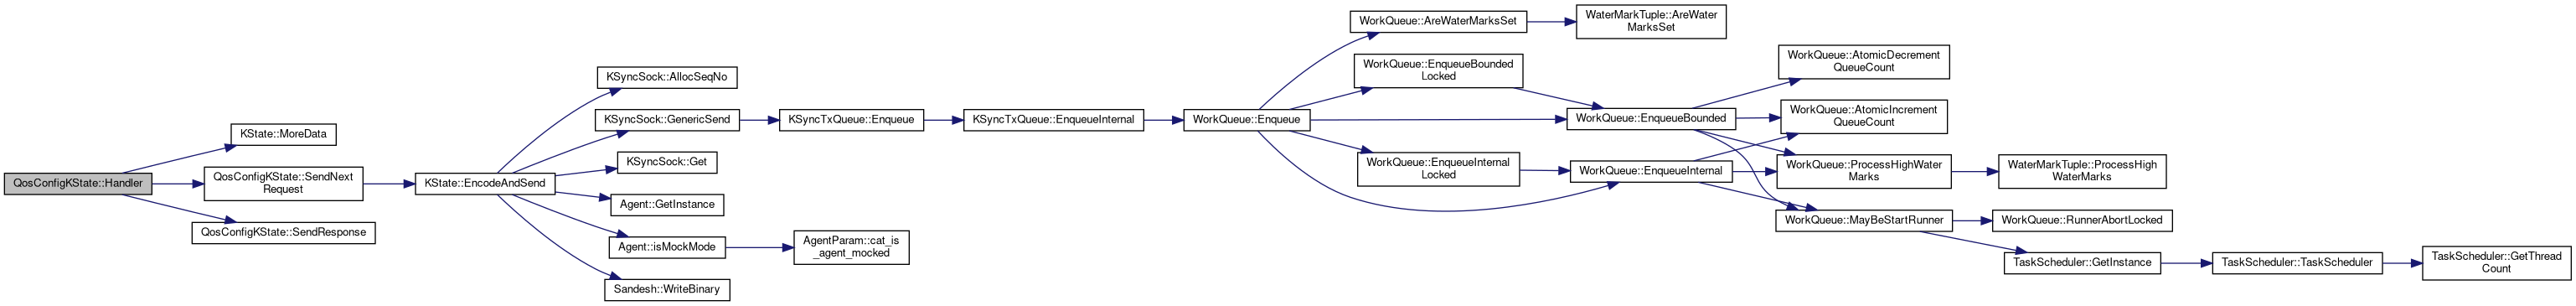 QosConfigKState::Handler
KState::MoreData
QosConfigKState::SendNext
Request
QosConfigKState::SendResponse
KState::EncodeAndSend
KSyncSock::AllocSeqNo
KSyncSock::GenericSend
KSyncSock::Get
Agent::GetInstance
Agent::isMockMode
Sandesh::WriteBinary
AgentParam::cat_is
_agent_mocked
KSyncTxQueue::Enqueue
KSyncTxQueue::EnqueueInternal
WorkQueue::Enqueue
WorkQueue::AreWaterMarksSet
WorkQueue::EnqueueBounded
Locked
WorkQueue::EnqueueInternal
Locked
WaterMarkTuple::AreWater
MarksSet
WorkQueue::EnqueueBounded
WorkQueue::EnqueueInternal
WorkQueue::AtomicDecrement
QueueCount
WorkQueue::AtomicIncrement
QueueCount
WorkQueue::ProcessHighWater
Marks
WorkQueue::MayBeStartRunner
WaterMarkTuple::ProcessHigh
WaterMarks
WorkQueue::RunnerAbortLocked
TaskScheduler::GetInstance
TaskScheduler::TaskScheduler
TaskScheduler::GetThread
Count